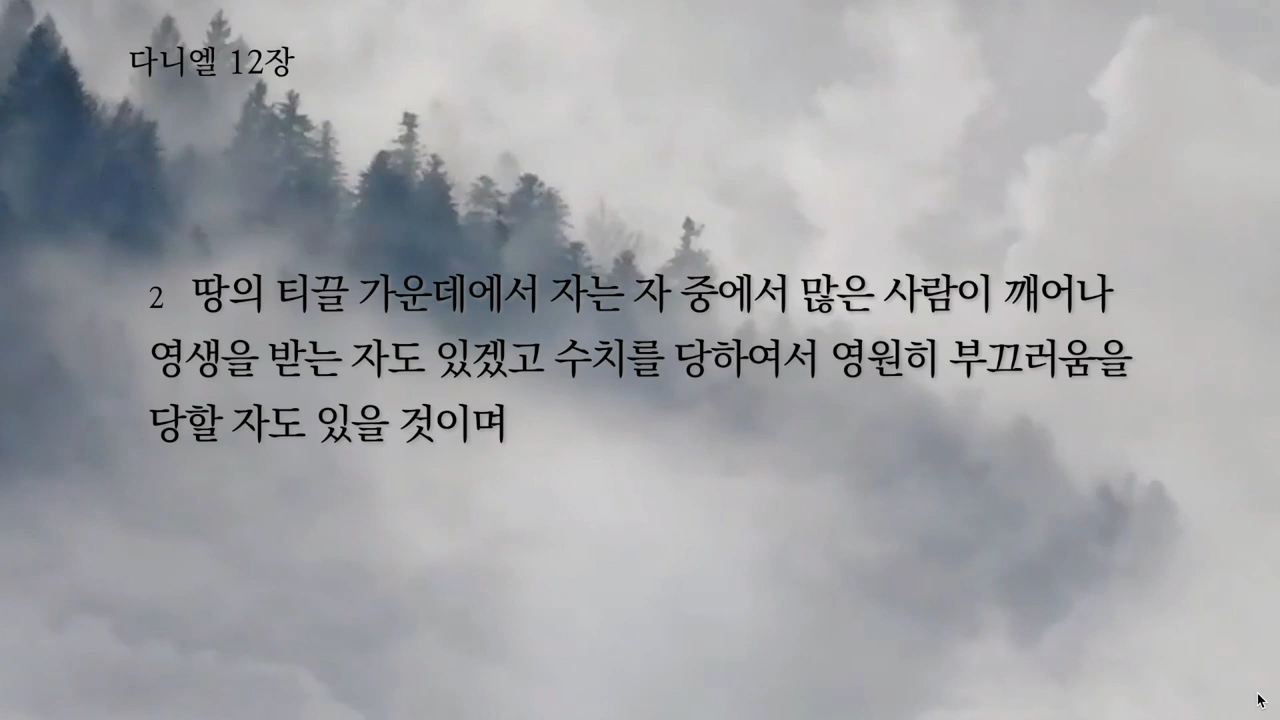 다니엘 12장
2 땅의 티끌 가운데에서 자는 자 중에서 많은 사람이 깨어나
영생을 받는 자도 있겠고 수치를 당하여서 영원히 부끄러움을
당할 자도 있을 것이며